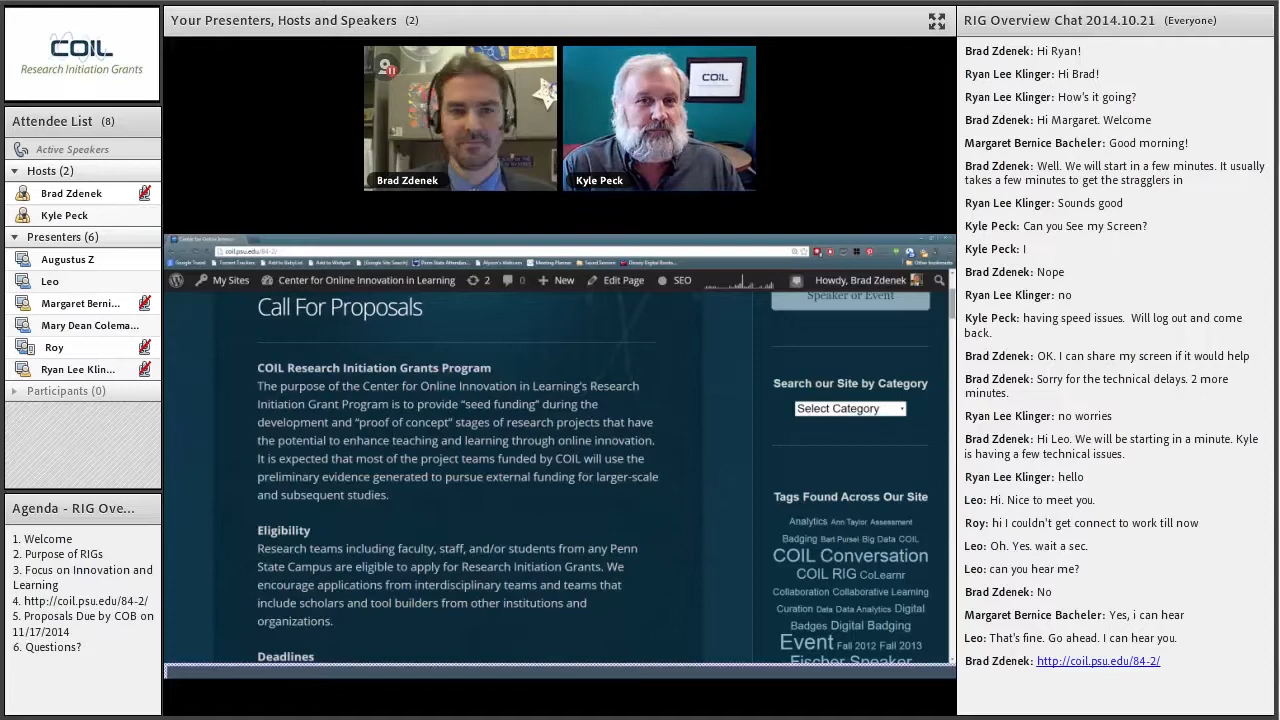 COIL
Research Initiation Grants
Attendee List (8)
Active Speakers
Hosts (2)
Brad Zdenek
Kyle Peck
Presenters (6)
Augustus Z
Leo
Margaret Berni...
Mary Dean Colema...
Roy
Ryan Lee Klin...
Participants (0)
Agenda - RIG Ove...
1. Welcome
2. Purpose of RIGs
3. Focus on Innovation and
Learning
4. http://coil.psu.edu/84-2/
5. Proposals Due by COB on
11/17/2014
6. Questions?
Your Presenters, Hosts and Speakers (2)
COIL
Brad Zdenek
Kyle Peck
coil.psu.edu/84-2/
My Sites
Center for Online Innovation in Learning
2
0
New
Edit Page
SEO
Howdy, Brad Zdenek
Call For Proposals
COIL Research Initiation Grants Program
The purpose of the Center for Online Innovation in Learning's Research
Initiation Grant Program is to provide “seed funding” during the
development and “proof of concept” stages of research projects that have
the potential to enhance teaching and learning through online innovation.
It is expected that most of the project teams funded by COIL will use the
preliminary evidence generated to pursue external funding for larger-scale
and subsequent studies.
Eligibility
Research teams including faculty, staff, and/or students from any Penn
State Campus are eligible to apply for Research Initiation Grants. We
encourage applications from interdisciplinary teams and teams that
include scholars and tool builders from other institutions and
organizations.
Deadlines
Speaker or Event
Search our Site by Category
Select Category
Tags Found Across Our Site
Analytics Ann Taylor Assessment
Badging Bart Pursel Big Data COIL
COIL Conversation
COIL RIG CoLearnr
Collaboration Collaborative Learning
Curation Data Data Analytics Digital
Badges Digital Badging
Event Fall 2012 Fall 2013
Fischer Speaker
RIG Overview Chat 2014.10.21 (Everyone)
Brad Zdenek: Hi Ryan!
Ryan Lee Klinger: Hi Brad!
Ryan Lee Klinger: How's it going?
Brad Zdenek: Hi Margaret. Welcome
Margaret Bernice Bacheler: Good morning!
Brad Zdenek: Well. We will start in a few minutes. It usually
takes a few minutes to get the stragglers in
Ryan Lee Klinger: Sounds good
Kyle Peck: Can you See my Screen?
Kyle Peck: !
Brad Zdenek: Nope
Ryan Lee Klinger: no
Kyle Peck: having speed issues. Will log out and come
back.
Brad Zdenek: OK. I can share my screen if it would help
Brad Zdenek: Sorry for the technical delays. 2 more
minutes.
Ryan Lee Klinger: no worries
Brad Zdenek: Hi Leo. We will be starting in a minute. Kyle
is having a few technical issues.
Ryan Lee Klinger: hello
Leo: Hi. Nice to meet you.
Roy: hi I couldn't get connect to work till now
Leo: Oh. Yes. wait a sec.
Leo: can you hear me?
Brad Zdenek: No
Margaret Bernice Bacheler: Yes, i can hear
Leo: That's fine. Go ahead. I can hear you.
Brad Zdenek: http://coil.psu.edu/84-2/